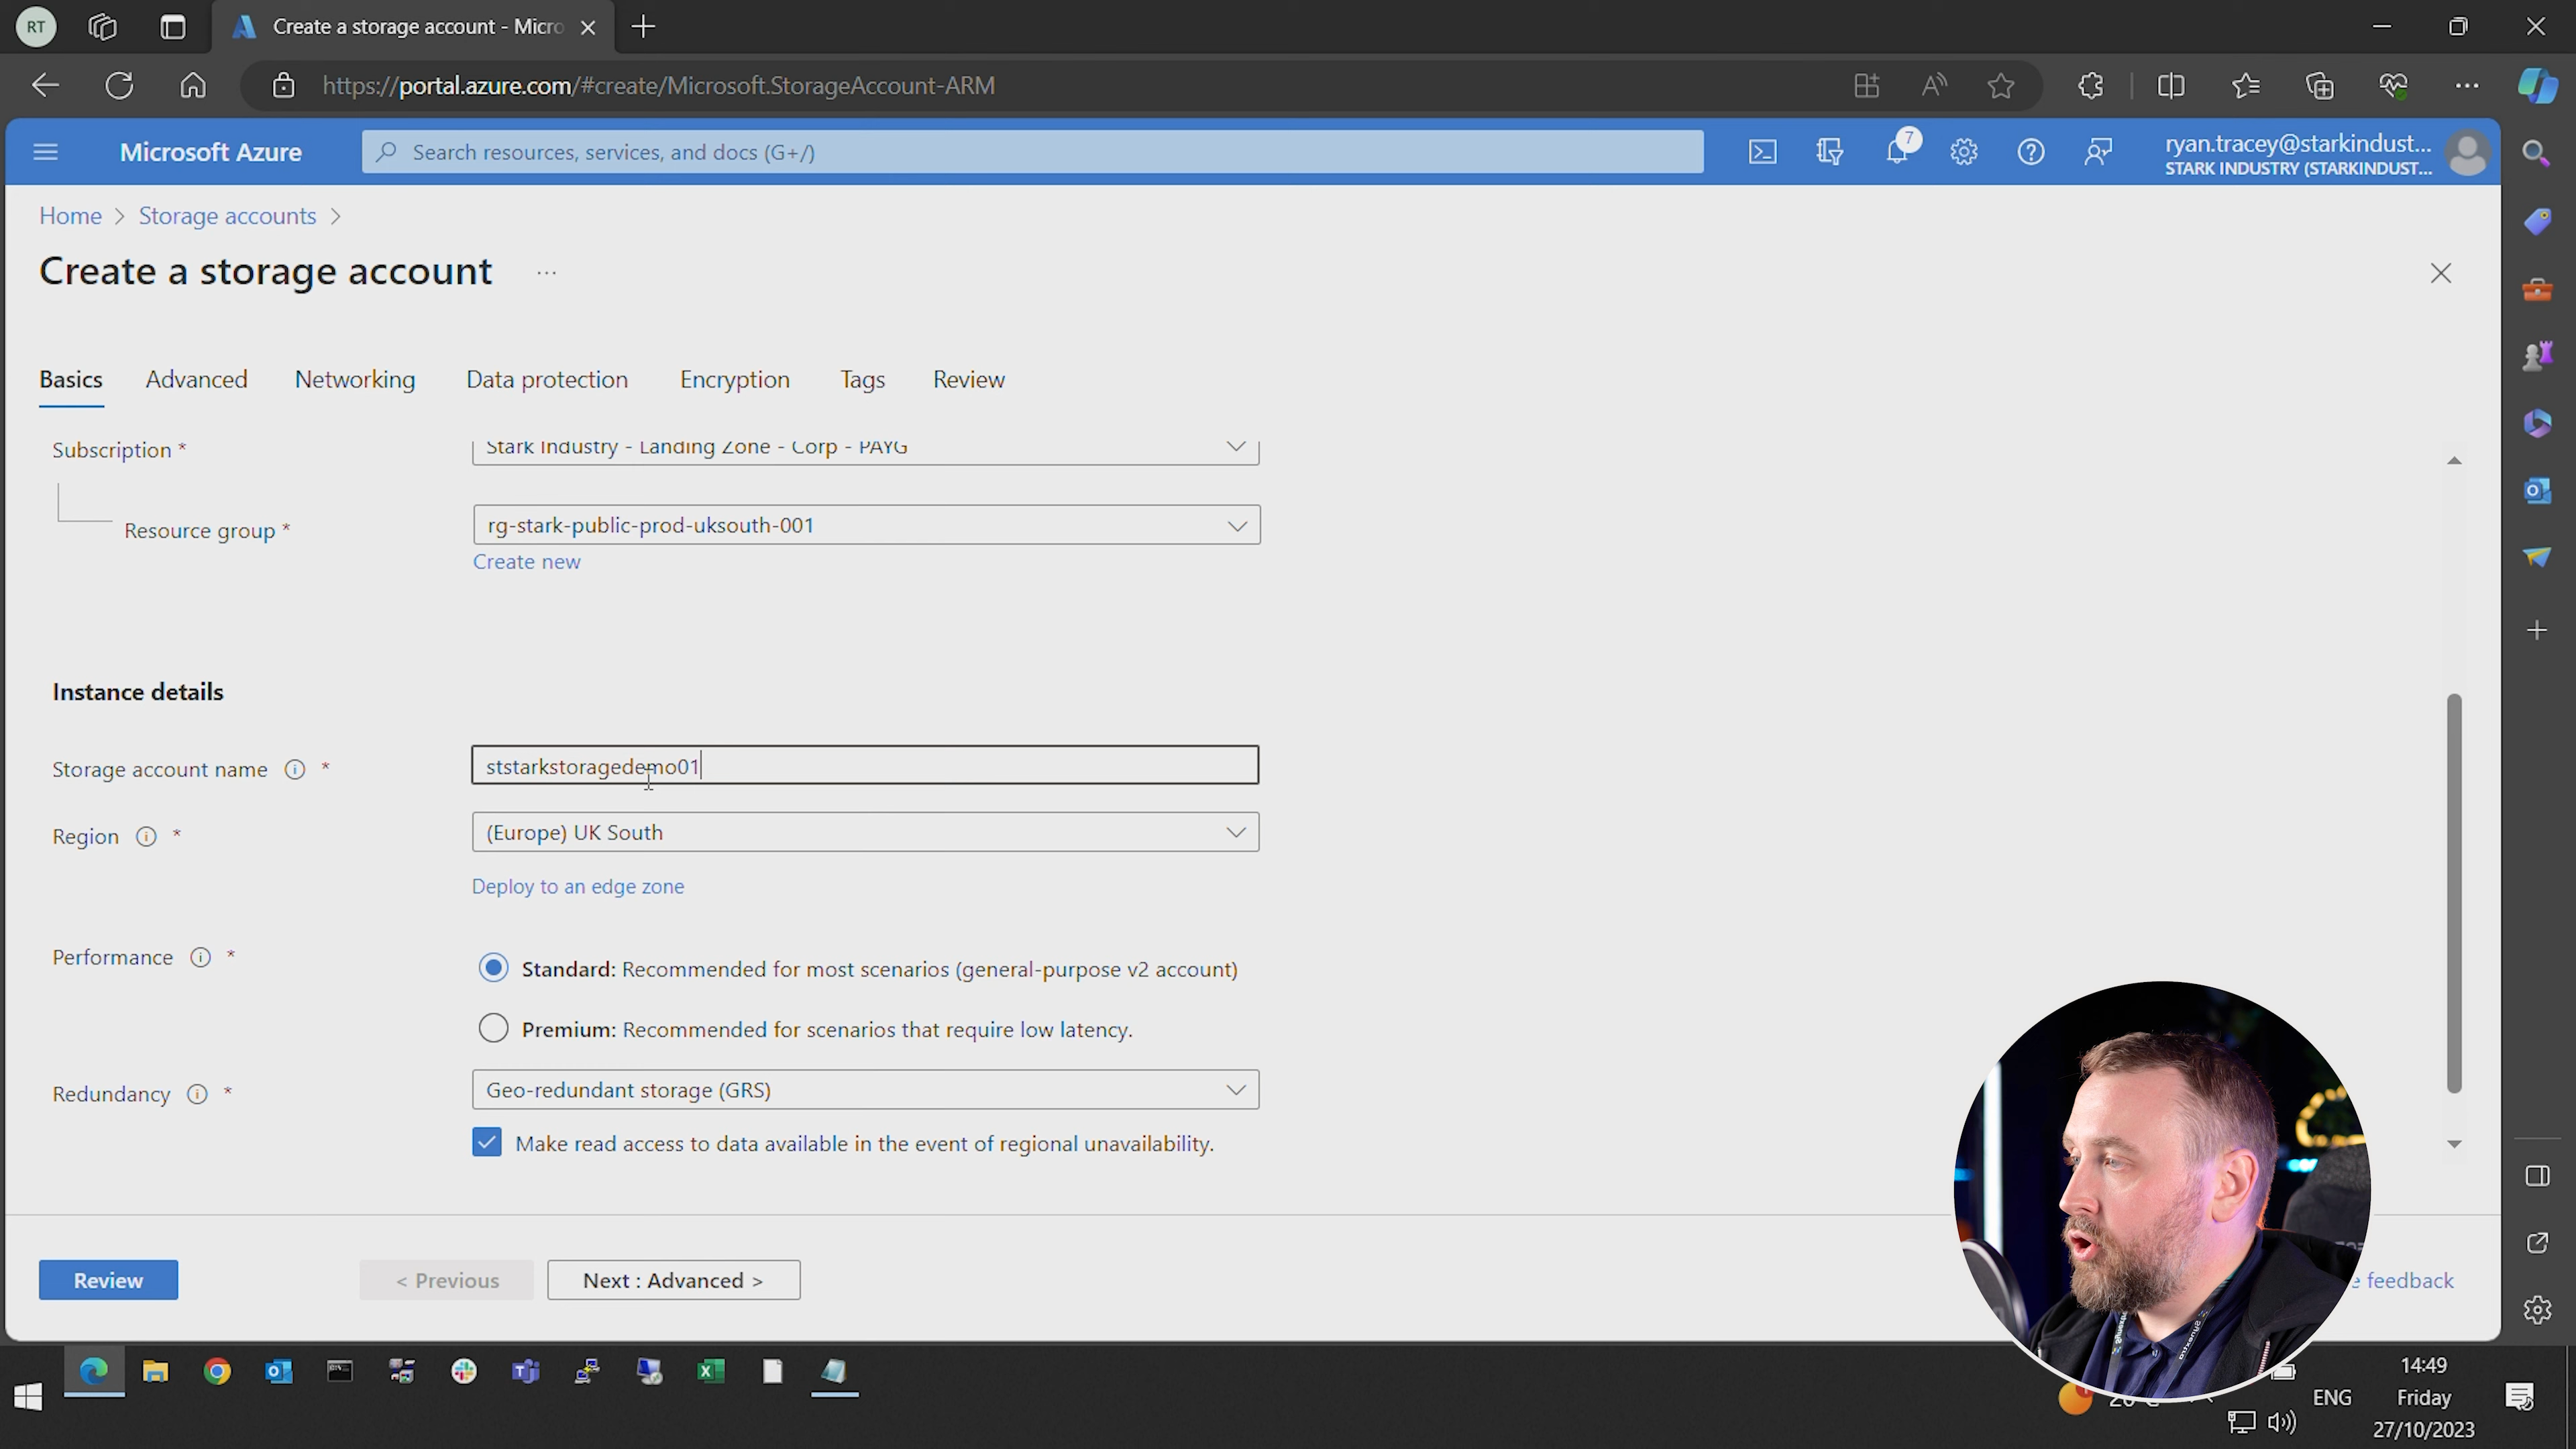 RT
Create a storage account - Micro
https://portal.azure.com/#create/Microsoft.StorageAccount-ARM
Microsoft Azure
Search resources, services, and docs (G+/)
7
ryan.tracey@starkindust...
STARK INDUSTRY (STARKINDUST...
Home > Storage accounts >
Create a storage account ...
Basics Advanced Networking Data protection Encryption Tags Review
Subscription * Stark Industry - Landing Zone - Corp - PAYG
Resource group * rg-stark-public-prod-uksouth-001
Create new
Instance details
Storage account name * ststarkstoragedemo01
Region * (Europe) UK South
Deploy to an edge zone
Performance * Standard: Recommended for most scenarios (general-purpose v2 account)
Premium: Recommended for scenarios that require low latency.
Redundancy * Geo-redundant storage (GRS)
Make read access to data available in the event of regional unavailability.
Review < Previous Next : Advanced > feedback
14:49
ENG Friday
27/10/2023